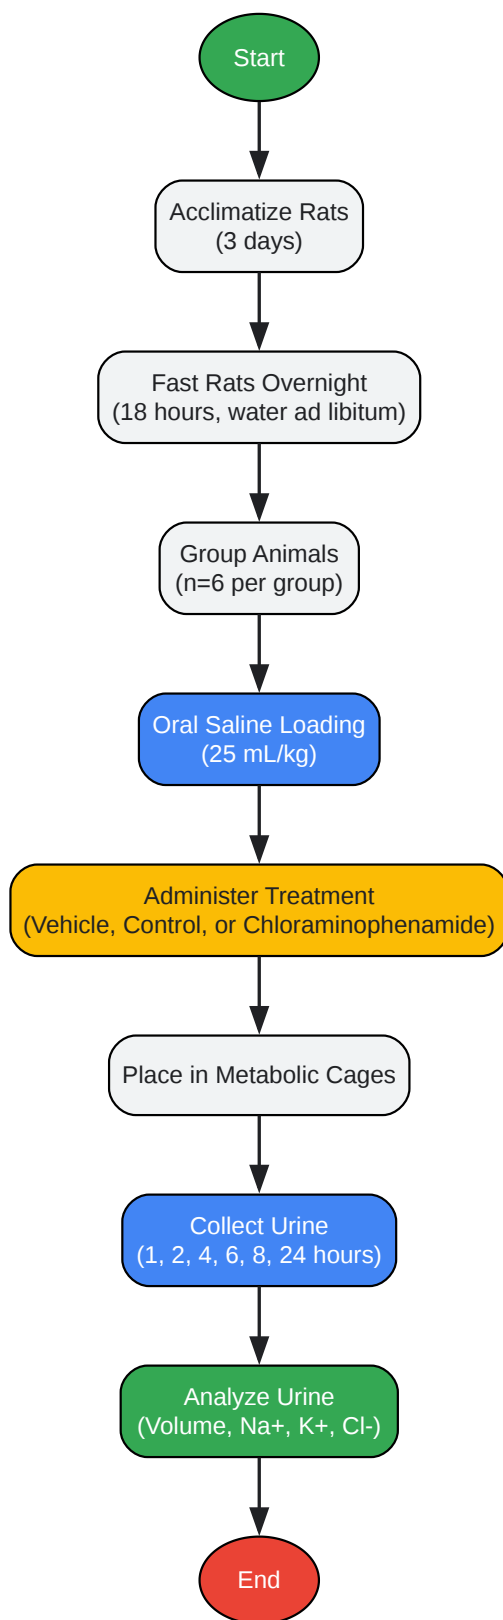 Start
Acclimatize Rats
(3 days)
Fast Rats Overnight
(18 hours, water ad libitum)
Group Animals
(n=6 per group)
Oral Saline Loading
(25 mL/kg)
Administer Treatment
(Vehicle, Control, or Chloraminophenamide)
Place in Metabolic Cages
Collect Urine
(1, 2, 4, 6, 8, 24 hours)
Analyze Urine
(Volume, Na+, K+, Cl-)
End